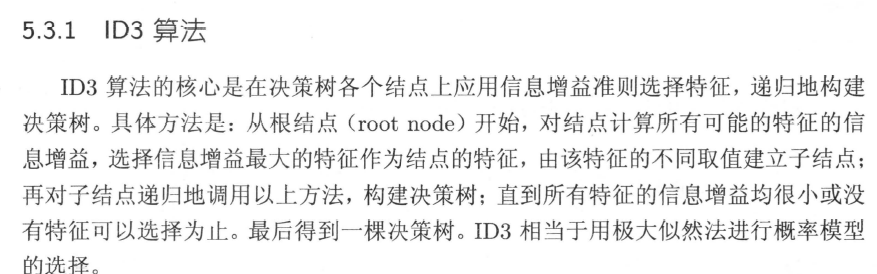 5.3.1 ID3 算法
ID3 算法的核心是在决策树各个结点上应用信息增益准则选择特征，递归地构建
决策树。具体方法是：从根结点（root node）开始，对结点计算所有可能的特征的信
息增益，选择信息增益最大的特征作为结点的特征，由该特征的不同取值建立子结点；
再对子结点递归地调用以上方法，构建决策树；直到所有特征的信息增益均很小或没
有特征可以选择为止。最后得到一棵决策树。ID3 相当于用极大似然法进行概率模型
的选择。